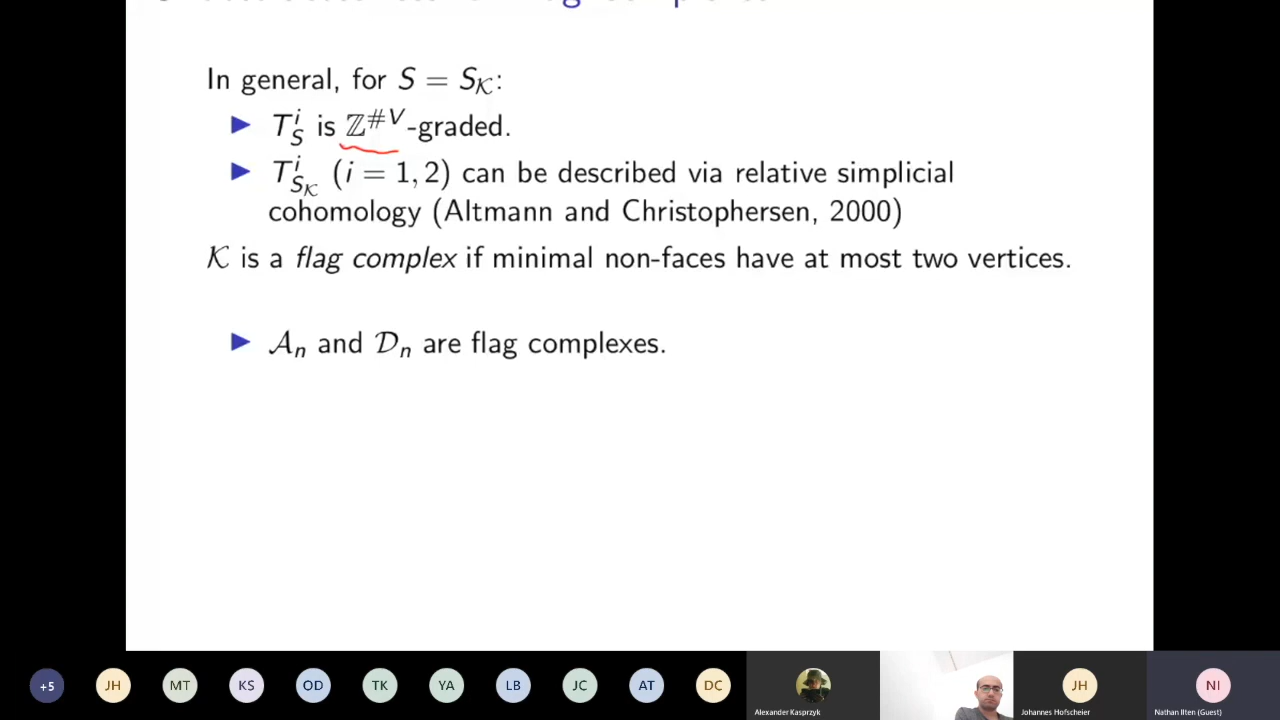 In general, for S = S_𝒦:
▶ T^i_S is ℤ^{#V}-graded.
▶ T^i_{S_𝒦} (i = 1, 2) can be described via relative simplicial
cohomology (Altmann and Christophersen, 2000)
𝒦 is a flag complex if minimal non-faces have at most two vertices.
▶ 𝒜_n and 𝒟_n are flag complexes.
+5 JH MT KS OD TK YA LB JC AT DC JH NI
Alexander Kasprzyk Johannes Hofscheier Nathan Ilten (Guest)